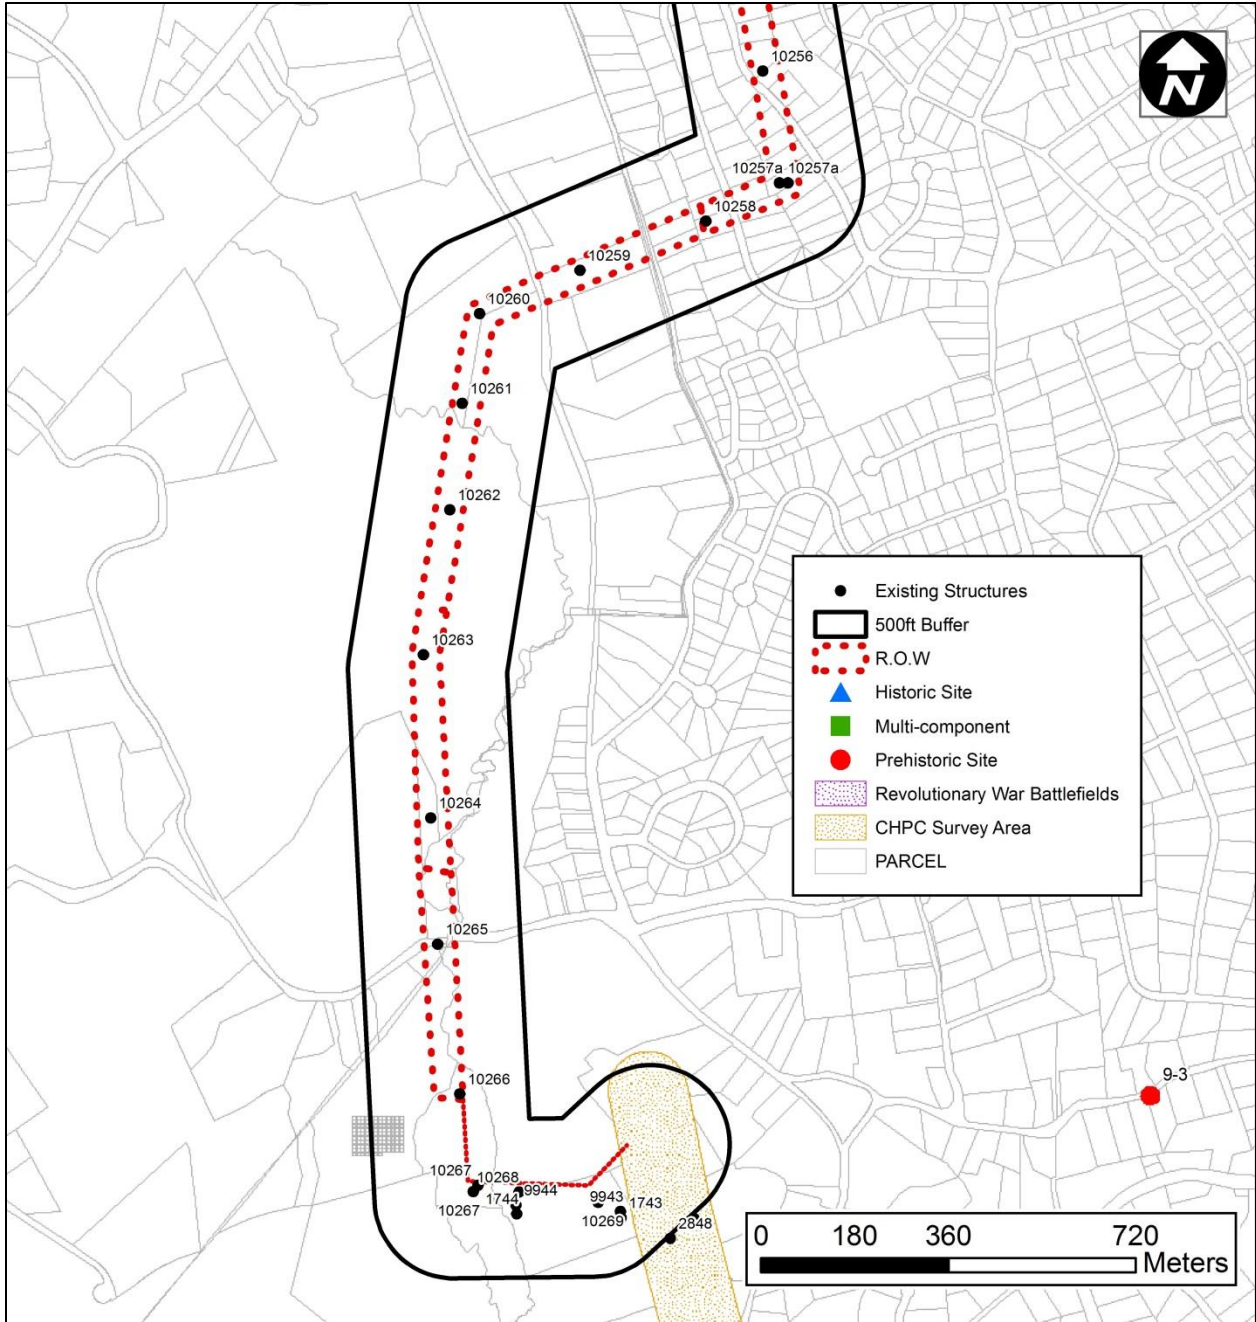 10256
N
10257a 10257a
10258
10259
10260
10261
10262
Existing Structures
500ft Buffer
R.O.W
Historic Site
Multi-component
Prehistoric Site
Revolutionary War Battlefields
CHPC Survey Area
PARCEL
10263
10264
10265
10266
9-3
10267
10268
9944
1744
10267
9943
1743
10269
2848
0 180 360 720
Meters